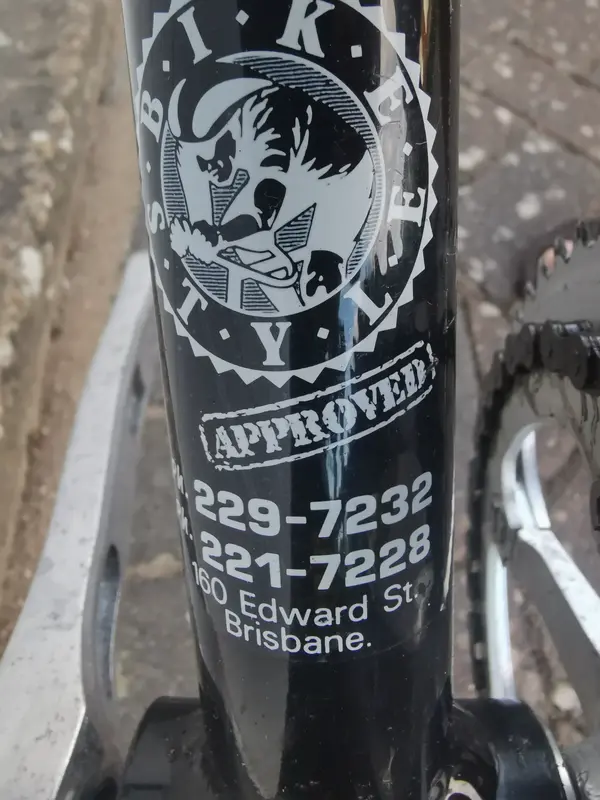 B·I·K·E·S·T·Y·L·E
APPROVED
229-7232
221-7228
160 Edward St.
Brisbane.